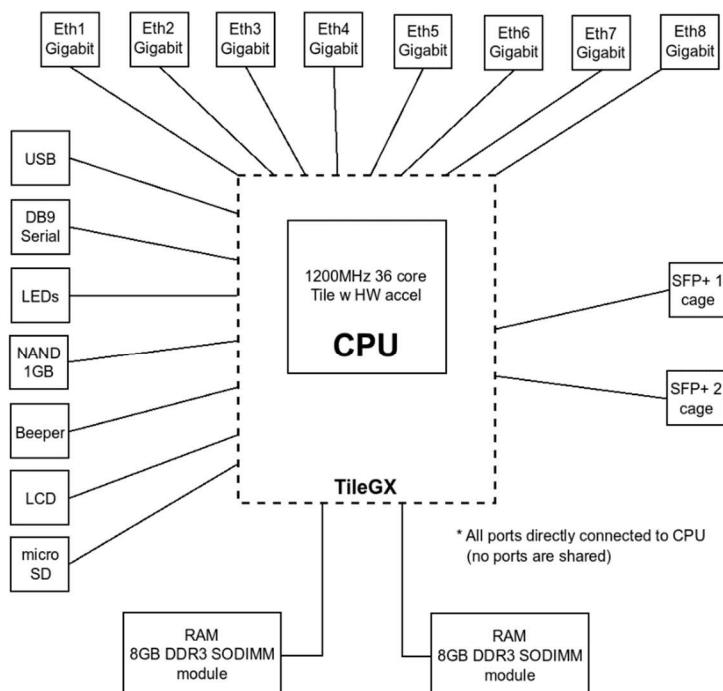 Eth1
Gigabit
Eth2
Gigabit
Eth3
Gigabit
Eth4
Gigabit
Eth5
Gigabit
Eth6
Gigabit
Eth7
Gigabit
Eth8
Gigabit
USB
DB9
Serial
LEDs
NAND
1GB
Beeper
LCD
micro
SD
1200MHz 36 core
Tile w HW accel
CPU
TileGX
SFP+ 1
cage
SFP+ 2
cage
* All ports directly connected to CPU
(no ports are shared)
RAM
8GB DDR3 SODIMM
module
RAM
8GB DDR3 SODIMM
module